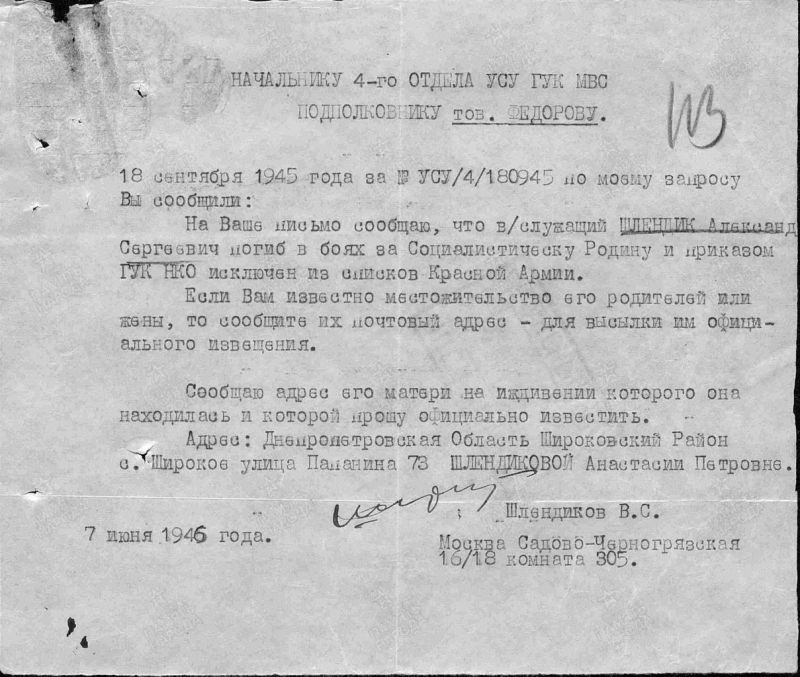 НАЧАЛЬНИКУ 4-го ОТДЕЛА УСУ ГУК МВС
ПОДПОЛКОВНИКУ тов. ФЕДОРОВУ.
18 сентября 1945 года за № УСУ/4/180945 по моему запросу
Вы сообщили:
На Ваше письмо сообщаю, что в/служащий ШЛЕНДИК Александ
Сергеевич погиб в боях за Социалистическу Родину и приказом
ГУК НКО исключен из списков Красной Армии.
Если Вам известно местожительство его родителей или
жены, то сообщите их почтовый адрес - для высылки им офици-
ального извещения.
Сообщаю адрес его матери на иждивении которого она
находилась и которой прошу официально известить.
Адрес: Днепропетровская Область Широковский Район
с. Широкое улица Папанина 73 ШЛЕНДИКОВОЙ Анастасии Петровне.
Шлендиков В.С.
7 июня 1946 года.
Москва Садово-Черногрязская
16/18 комната 305.